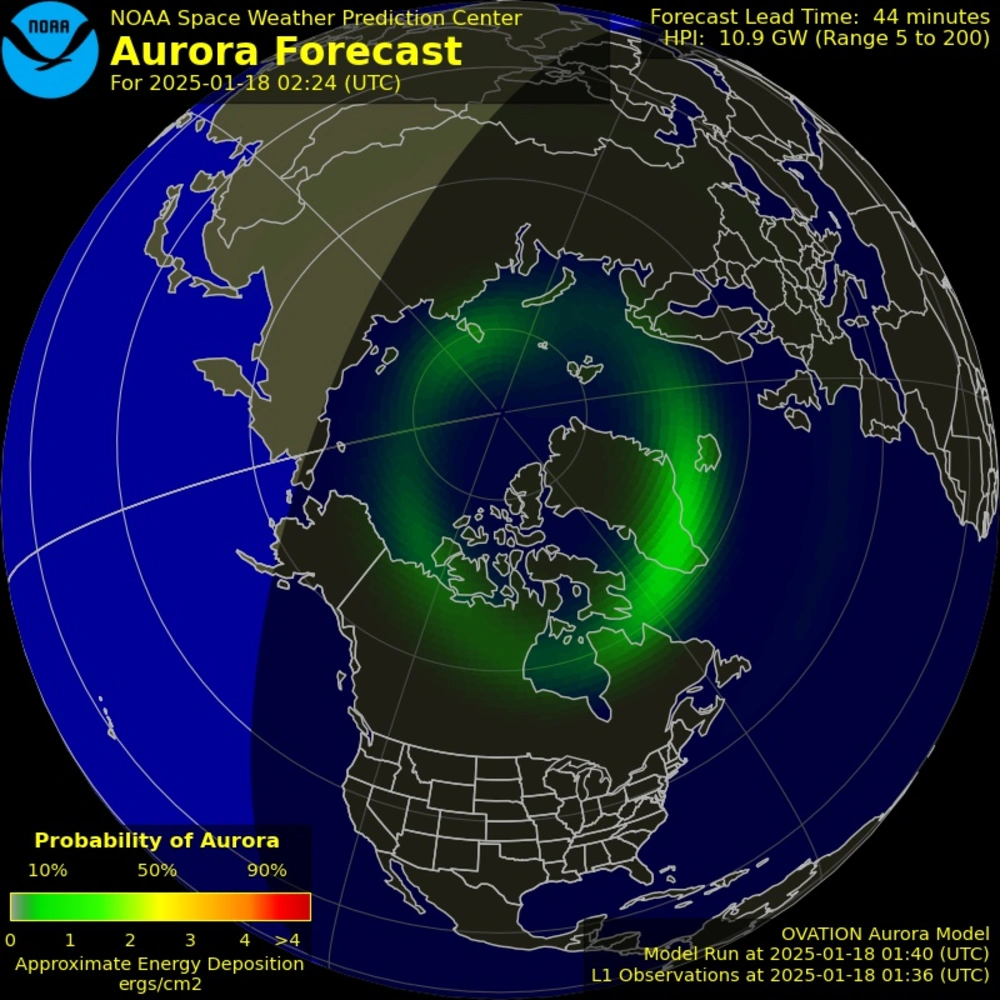 NOAA
NOAA Space Weather Prediction Center
Aurora Forecast
For 2025-01-18 02:24 (UTC)
Forecast Lead Time: 44 minutes
HPI: 10.9 GW (Range 5 to 200)
Probability of Aurora
10% 50% 90%
0 1 2 3 4 >4
Approximate Energy Deposition
ergs/cm2
OVATION Aurora Model
Model Run at 2025-01-18 01:40 (UTC)
L1 Observations at 2025-01-18 01:36 (UTC)